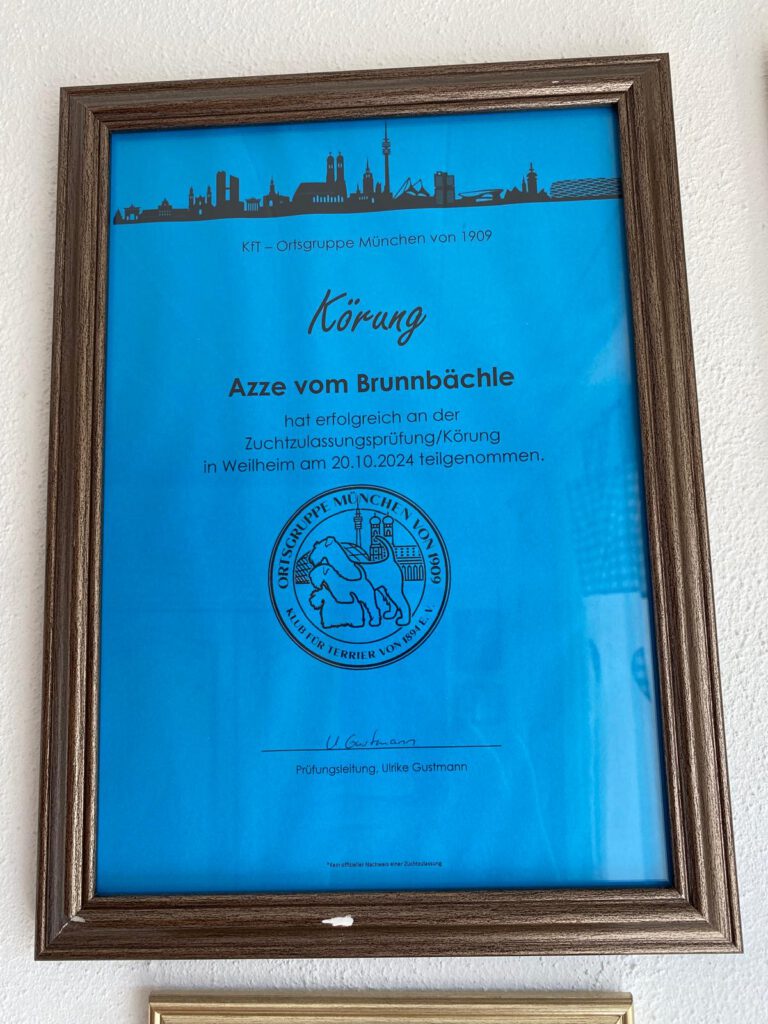 KfT – Ortsgruppe München von 1909
Körung
Azze vom Brunnbächle
hat erfolgreich an der
Zuchtzulassungsprüfung/Körung
in Weilheim am 20.10.2024 teilgenommen.
ORTSGRUPPE MÜNCHEN VON 1909
KLUB FÜR TERRIER VON 1894 E. V.
U Gustmann
Prüfungsleitung, Ulrike Gustmann
*Kein offizieller Nachweis einer Zuchtzulassung